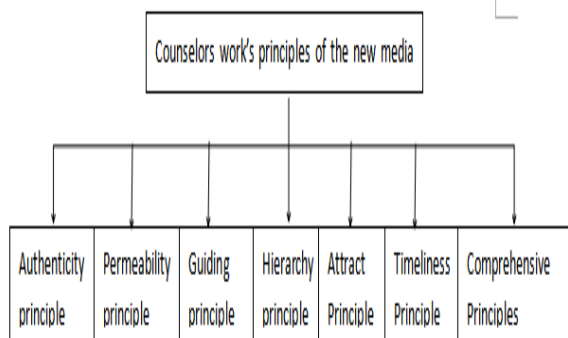 Counselors work's principles of the new media
Authenticity principle
Permeability principle
Guiding principle
Hierarchy principle
Attract Principle
Timeliness Principle
Comprehensive Principles